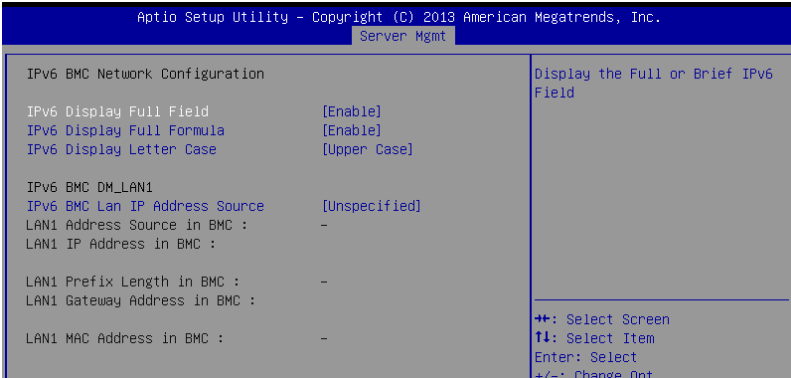 Aptio Setup Utility – Copyright (C) 2013 American Megatrends, Inc.
Server Mgmt
IPv6 BMC Network Configuration
IPv6 Display Full Field [Enable]
IPv6 Display Full Formula [Enable]
IPv6 Display Letter Case [Upper Case]
IPv6 BMC DM_LAN1
IPv6 BMC Lan IP Address Source [Unspecified]
LAN1 Address Source in BMC : –
LAN1 IP Address in BMC :
LAN1 Prefix Length in BMC : –
LAN1 Gateway Address in BMC :
LAN1 MAC Address in BMC : –
Display the Full or Brief IPv6
Field
→←: Select Screen
↑↓: Select Item
Enter: Select
+/-: Change Opt.